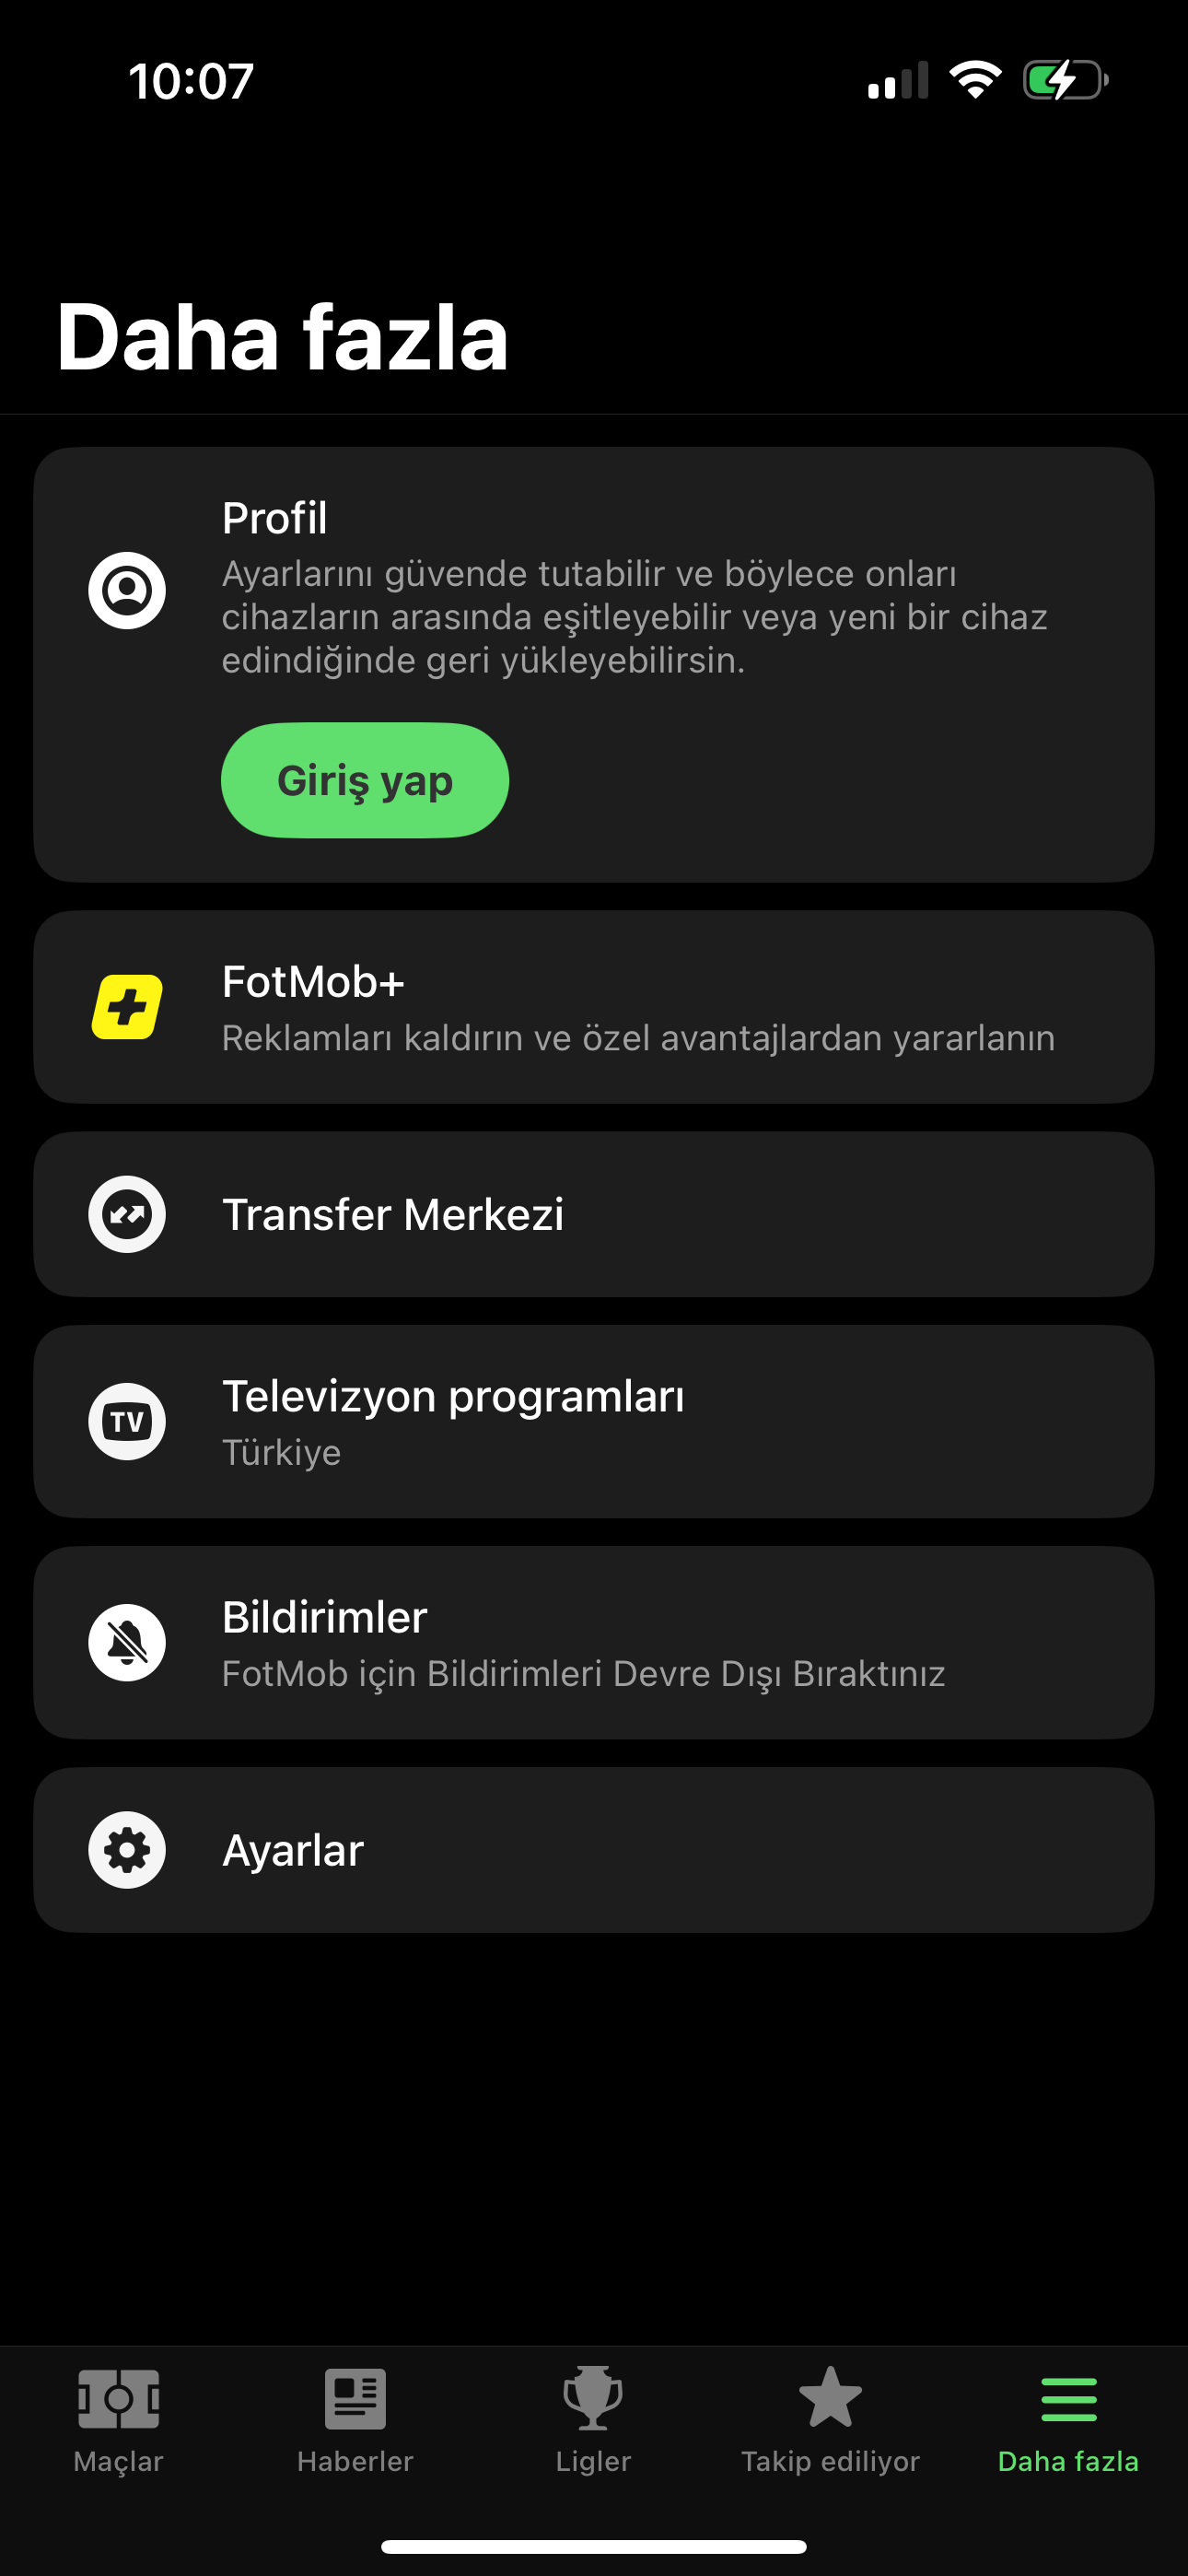 10:07
Daha fazla
Profil
Ayarlarını güvende tutabilir ve böylece onları
cihazların arasında eşitleyebilir veya yeni bir cihaz
edindiğinde geri yükleyebilirsin.
Giriş yap
FotMob+
Reklamları kaldırın ve özel avantajlardan yararlanın
Transfer Merkezi
TV
Televizyon programları
Türkiye
Bildirimler
FotMob için Bildirimleri Devre Dışı Bıraktınız
Ayarlar
Maçlar
Haberler
Ligler
Takip ediliyor
Daha fazla